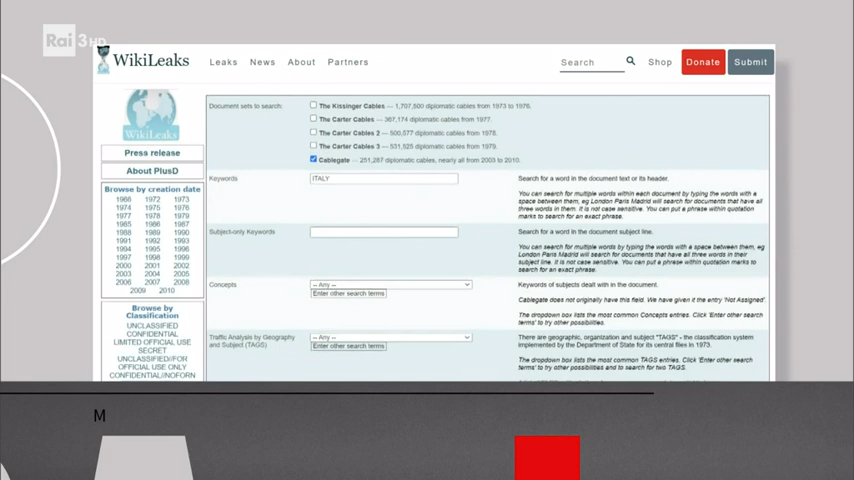 Rai 3HD
WikiLeaks
Leaks News About Partners
Search
Shop
Donate
Submit
WIKILEAKS
Press release
About PlusD
Browse by creation date
1966 1972 1973
1974 1975 1976
1977 1978 1979
1985 1986 1987
1988 1989 1990
1991 1992 1993
1994 1995 1996
1997 1998 1999
2000 2001 2002
2003 2004 2005
2006 2007 2008
2009 2010
Browse by
Classification
UNCLASSIFIED
CONFIDENTIAL
LIMITED OFFICIAL USE
SECRET
UNCLASSIFIED//FOR
OFFICIAL USE ONLY
CONFIDENTIAL//NOFORN
Document sets to search:
The Kissinger Cables — 1,707,500 diplomatic cables from 1973 to 1976.
The Carter Cables — 367,174 diplomatic cables from 1977.
The Carter Cables 2 — 500,577 diplomatic cables from 1978.
The Carter Cables 3 — 531,525 diplomatic cables from 1979.
Cablegate — 251,287 diplomatic cables, nearly all from 2003 to 2010.
Keywords
ITALY
Search for a word in the document text or its header.
You can search for multiple words within each document by typing the words with a
space between them, eg London Paris Madrid will search for documents that have all
three words in them. It is not case sensitive. You can put a phrase within quotation
marks to search for an exact phrase.
Subject-only Keywords
Search for a word in the document subject line.
You can search for multiple words by typing the words with a space between them, eg
London Paris Madrid will search for documents that have all three words in their
subject line. It is not case sensitive. You can put a phrase within quotation marks to
search for an exact phrase.
Concepts
-- Any --
Enter other search terms
Keywords of subjects dealt with in the document.
Cablegate does not originally have this field. We have given it the entry 'Not Assigned'.
The dropdown box lists the most common Concepts entries. Click 'Enter other search
terms' to try other possibilities.
Traffic Analysis by Geography
and Subject (TAGS)
-- Any --
Enter other search terms
There are geographic, organization and subject "TAGS" - the classification system
implemented by the Department of State for its central files in 1973.
The dropdown box lists the most common TAGS entries. Click 'Enter other search
terms' to try other possibilities and to search for two TAGS.
M